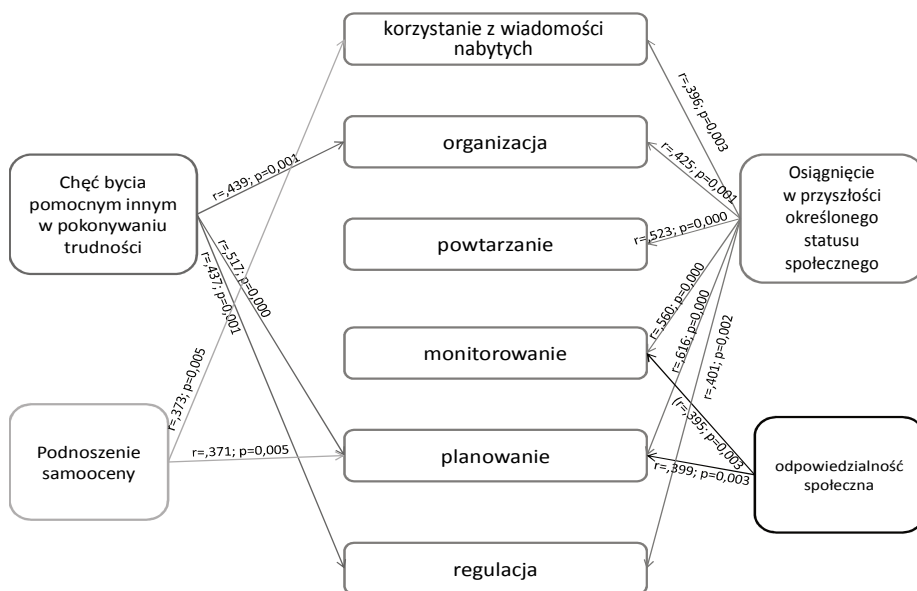 korzystanie z wiadomości
nabytych
organizacja
powtarzanie
monitorowanie
planowanie
regulacja
Chęć bycia
pomocnym innym
w pokonywaniu
trudności
Podnoszenie
samooceny
Osiągnięcie
w przyszłości
określonego
statusu
społecznego
odpowiedzialność
społeczna
r=,439; p=0,001
r=,517; p=0,000
r=,437; p=0,001
r=,373; p=0,005
r=,371; p=0,005
r=,396; p=0,003
r=,425; p=0,001
r=,523; p=0,000
r=,560; p=0,000
r=,616; p=0,000
r=,401; p=0,002
(r=,395; p=0,003
r=,399; p=0,003